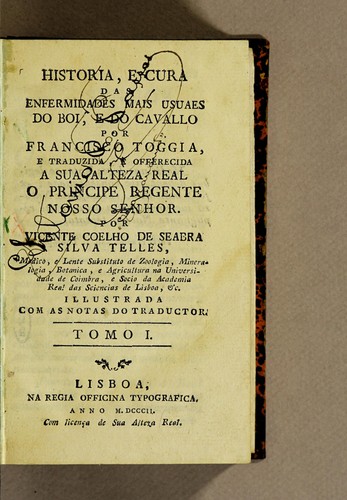 HISTORIA, E CURA
DAS
ENFERMIDADES MAIS USUAES
DO BOI, E DO CAVALLO
POR
FRANCISCO TOGGIA,
E TRADUZIDA, E OFFERECIDA
A SUA ALTEZA REAL
O PRINCIPE REGENTE
NOSSO SENHOR.
POR
VICENTE COELHO DE SEABRA
SILVA TELLES,
Medico, e Lente Substituto de Zoologia, Minera-
logia, Botanica, e Agricultura na Universi-
dade de Coimbra, e Socio da Academia
Real das Sciencias de Lisboa, &c.
ILLUSTRADA
COM AS NOTAS DO TRADUCTOR.
TOMO I.
LISBOA,
NA REGIA OFFICINA TYPOGRAFICA.
ANNO M.DCCCII.
Com licença de Sua Alteza Real.